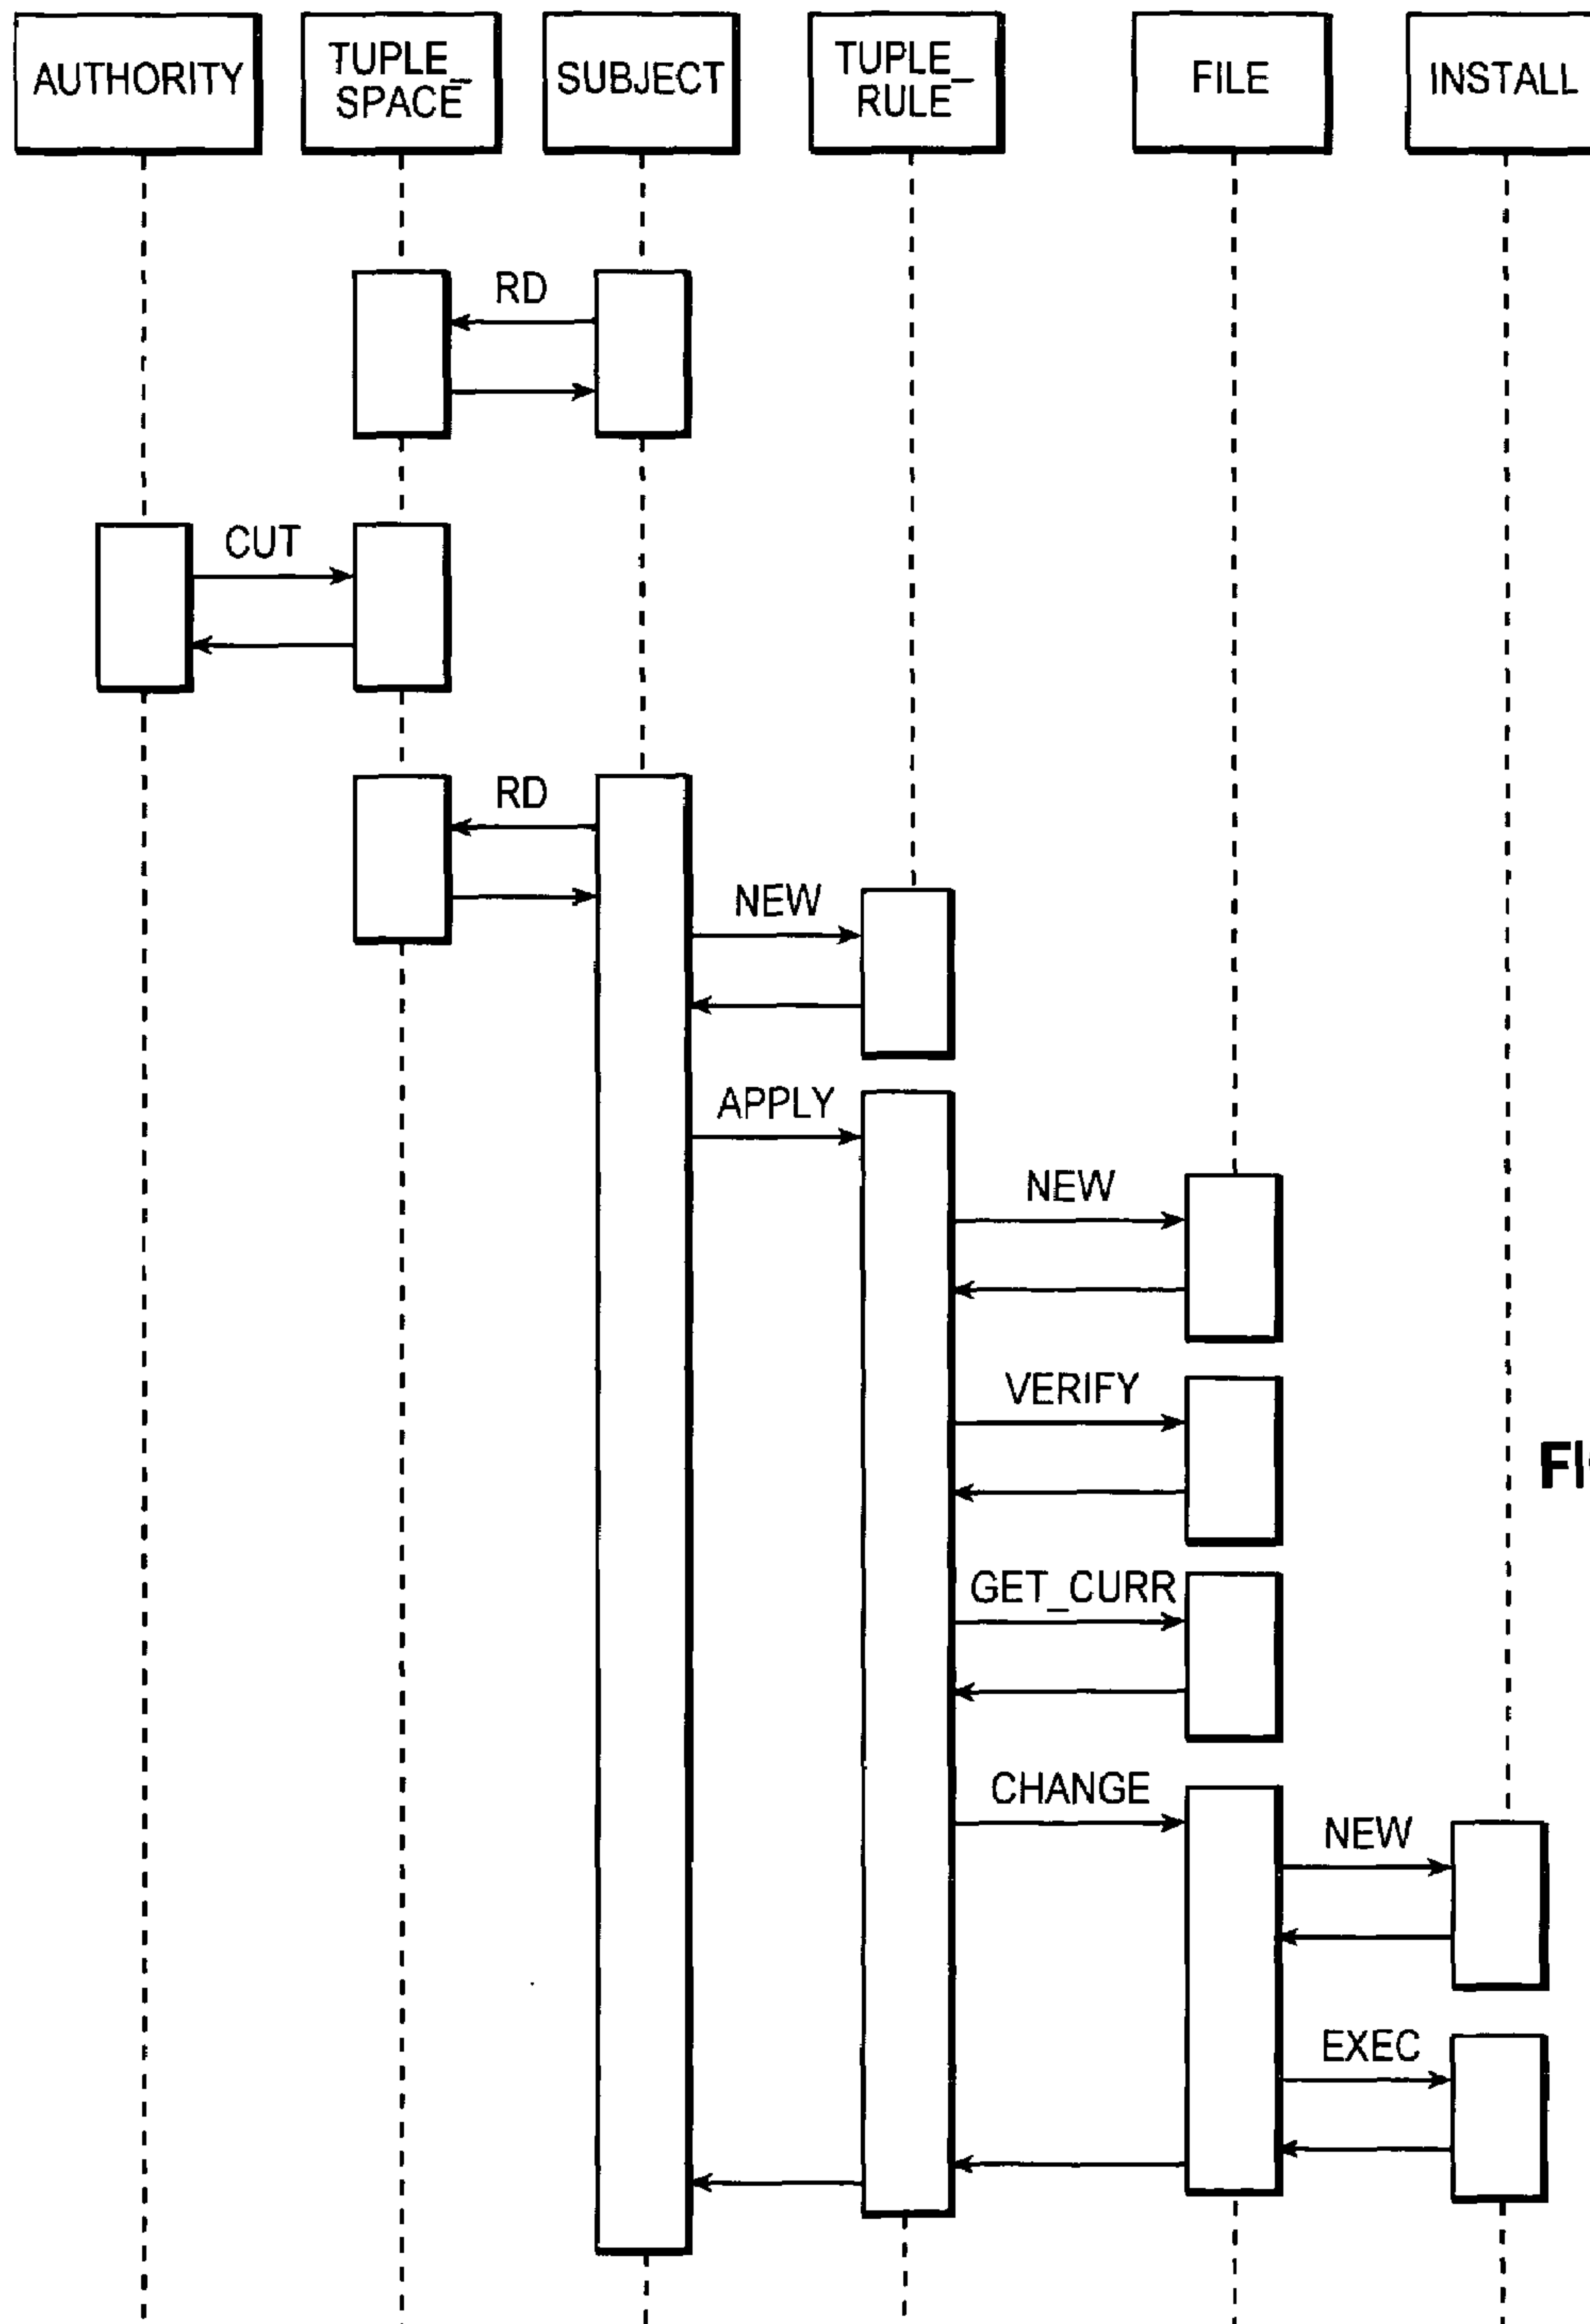 AUTHORITY
TUPLE_
SPACE
SUBJECT
TUPLE_
RULE
FILE
INSTALL
RD
CUT
RD
NEW
APPLY
NEW
VERIFY
FI
GET_CURR
CHANGE
NEW
EXEC